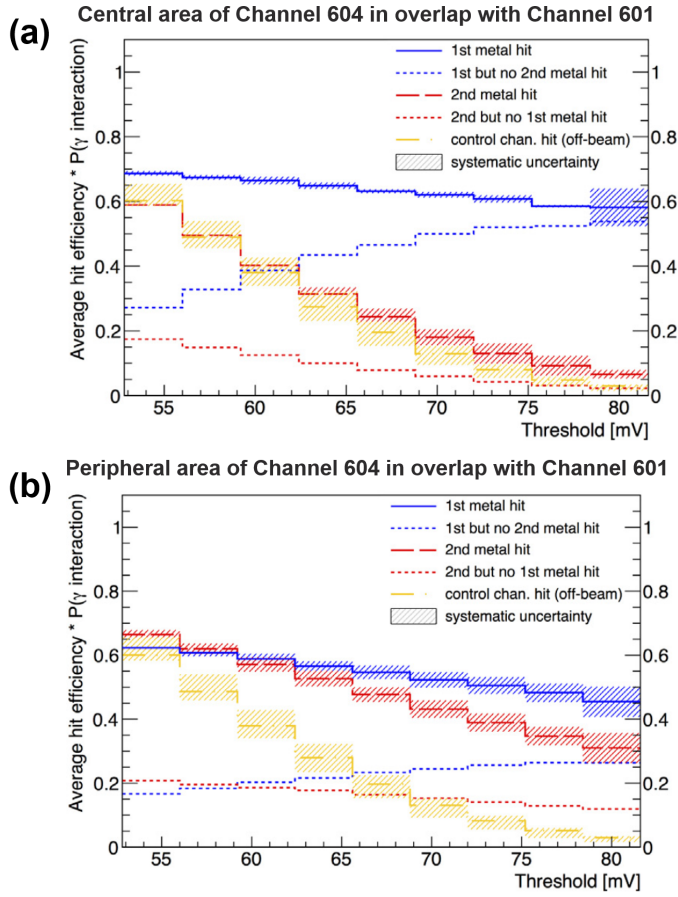 Central area of Channel 604 in overlap with Channel 601
(a)
Average hit efficiency * P(γ interaction)
1st metal hit
1st but no 2nd metal hit
2nd metal hit
2nd but no 1st metal hit
control chan. hit (off-beam)
systematic uncertainty
1 1
0.8 0.8
0.6 0.6
0.4 0.4
0.2 0.2
0 0
55 60 65 70 75 80
Threshold [mV]
Peripheral area of Channel 604 in overlap with Channel 601
(b)
Average hit efficiency * P(γ interaction)
1st metal hit
1st but no 2nd metal hit
2nd metal hit
2nd but no 1st metal hit
control chan. hit (off-beam)
systematic uncertainty
1 1
0.8 0.8
0.6 0.6
0.4 0.4
0.2 0.2
0 0
55 60 65 70 75 80
Threshold [mV]